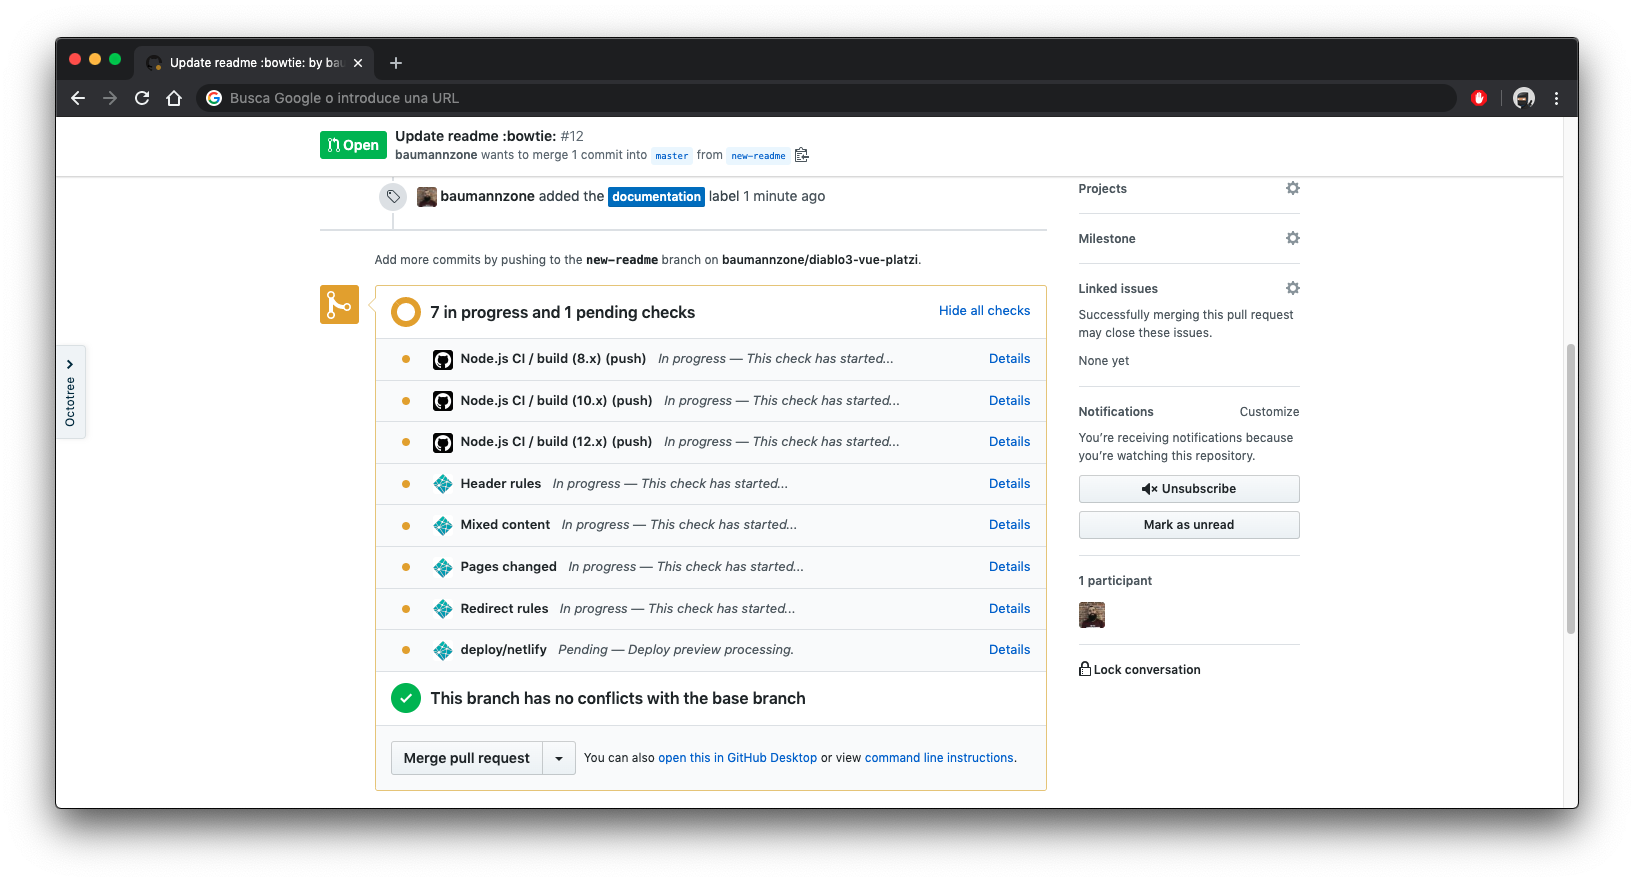 Update readme :bowtie: by bau
Busca Google o introduce una URL
Open
Update readme :bowtie: #12
baumannzone wants to merge 1 commit into master from new-readme
baumannzone added the documentation label 1 minute ago
Add more commits by pushing to the new-readme branch on baumannzone/diablo3-vue-platzi.
7 in progress and 1 pending checks
Hide all checks
Node.js CI / build (8.x) (push) In progress — This check has started... Details
Node.js CI / build (10.x) (push) In progress — This check has started... Details
Node.js CI / build (12.x) (push) In progress — This check has started... Details
Header rules In progress — This check has started... Details
Mixed content In progress — This check has started... Details
Pages changed In progress — This check has started... Details
Redirect rules In progress — This check has started... Details
deploy/netlify Pending — Deploy preview processing. Details
This branch has no conflicts with the base branch
Merge pull request
You can also open this in GitHub Desktop or view command line instructions.
Octotree
Projects
Milestone
Linked issues
Successfully merging this pull request
may close these issues.
None yet
Notifications
Customize
You're receiving notifications because
you're watching this repository.
Unsubscribe
Mark as unread
1 participant
Lock conversation